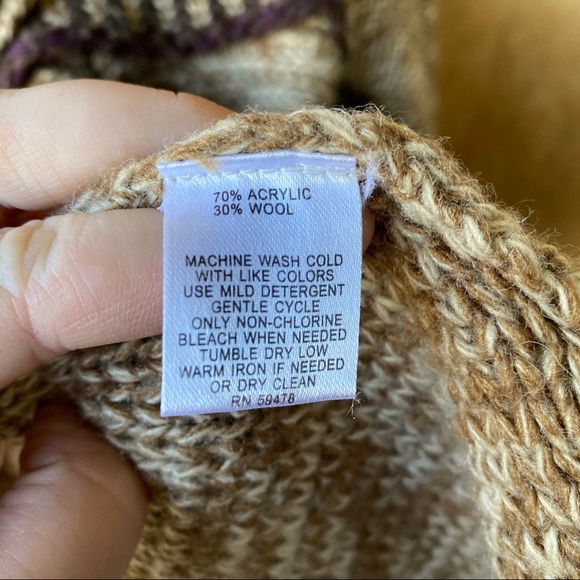 70% ACRYLIC
30% WOOL
MACHINE WASH COLD
WITH LIKE COLORS
USE MILD DETERGENT
GENTLE CYCLE
ONLY NON-CHLORINE
BLEACH WHEN NEEDED
TUMBLE DRY LOW
WARM IRON IF NEEDED
OR DRY CLEAN
RN 59478